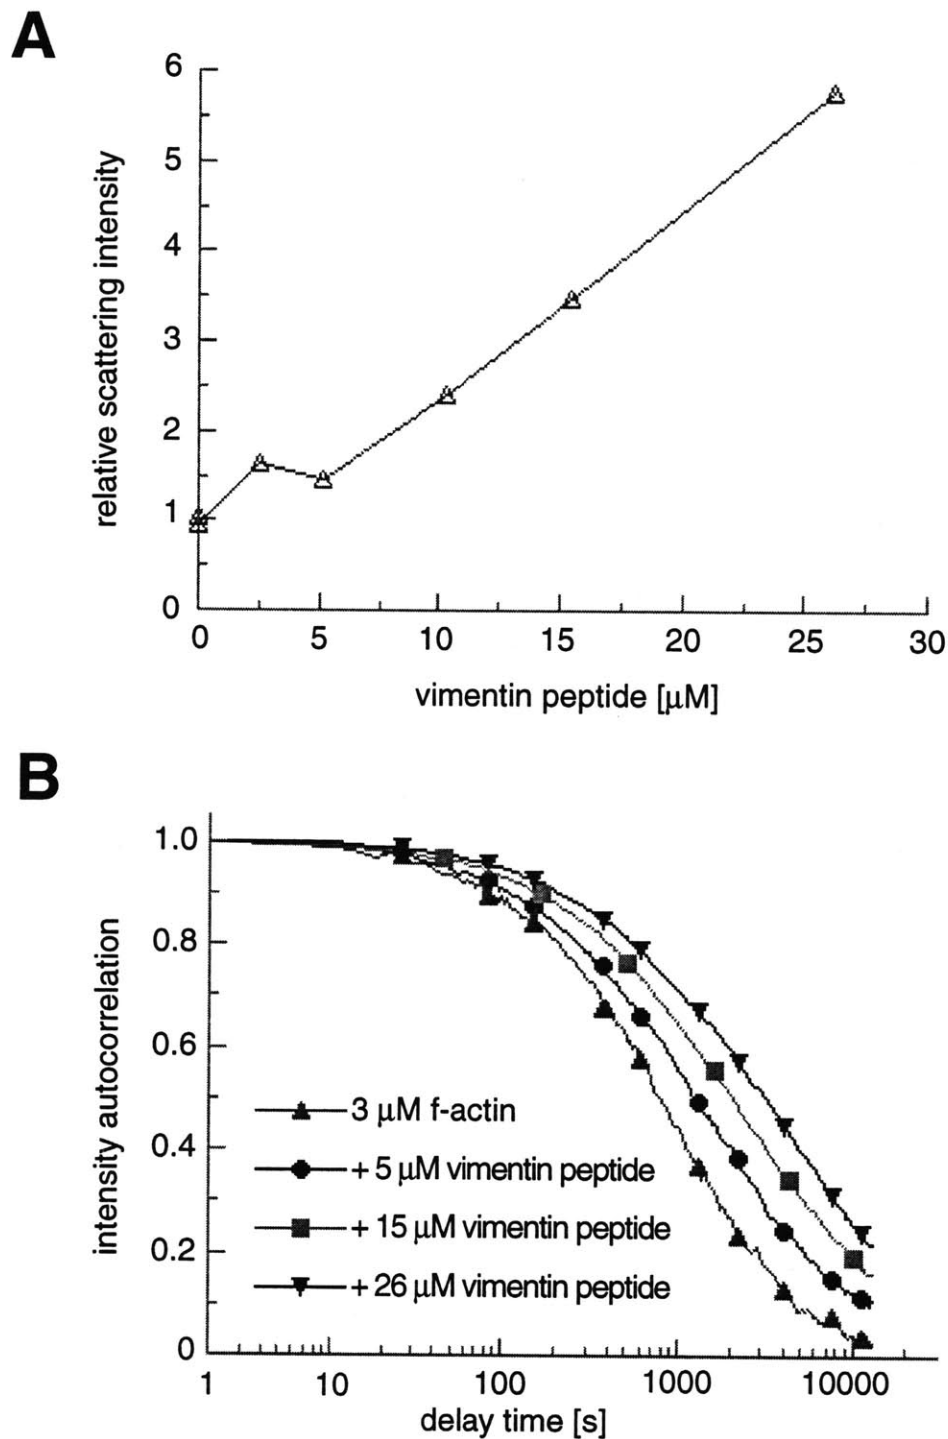 A
6
5
4
3
2
1
0
relative scattering intensity
0 5 10 15 20 25 30
vimentin peptide [μM]
B
1.0
0.8
0.6
0.4
0.2
0
intensity autocorrelation
3 μM f-actin
+ 5 μM vimentin peptide
+ 15 μM vimentin peptide
+ 26 μM vimentin peptide
1 10 100 1000 10000
delay time [s]